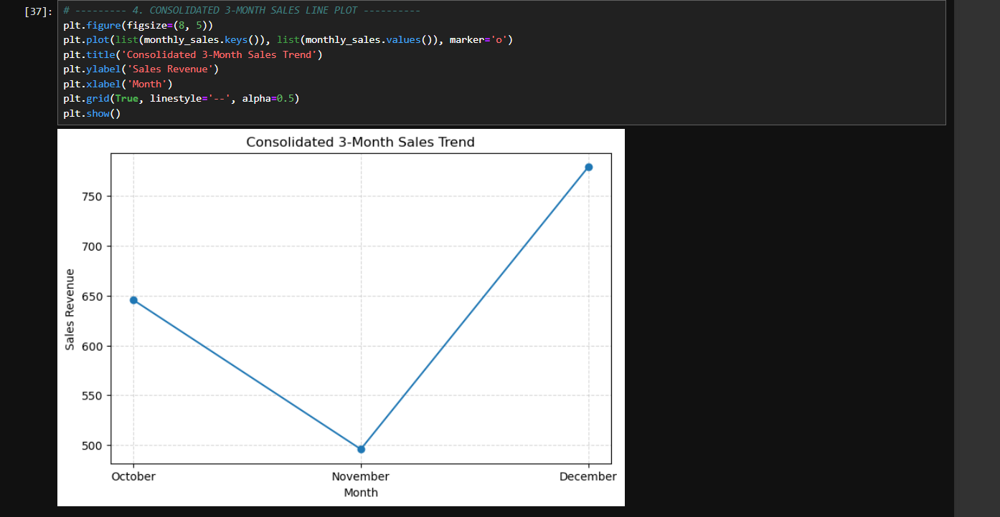 [37]:
# --------- 4. CONSOLIDATED 3-MONTH SALES LINE PLOT ----------
plt.figure(figsize=(8, 5))
plt.plot(list(monthly_sales.keys()), list(monthly_sales.values()), marker='o')
plt.title('Consolidated 3-Month Sales Trend')
plt.ylabel('Sales Revenue')
plt.xlabel('Month')
plt.grid(True, linestyle='--', alpha=0.5)
plt.show()
Consolidated 3-Month Sales Trend
750
700
650
600
550
500
Sales Revenue
October November December
Month